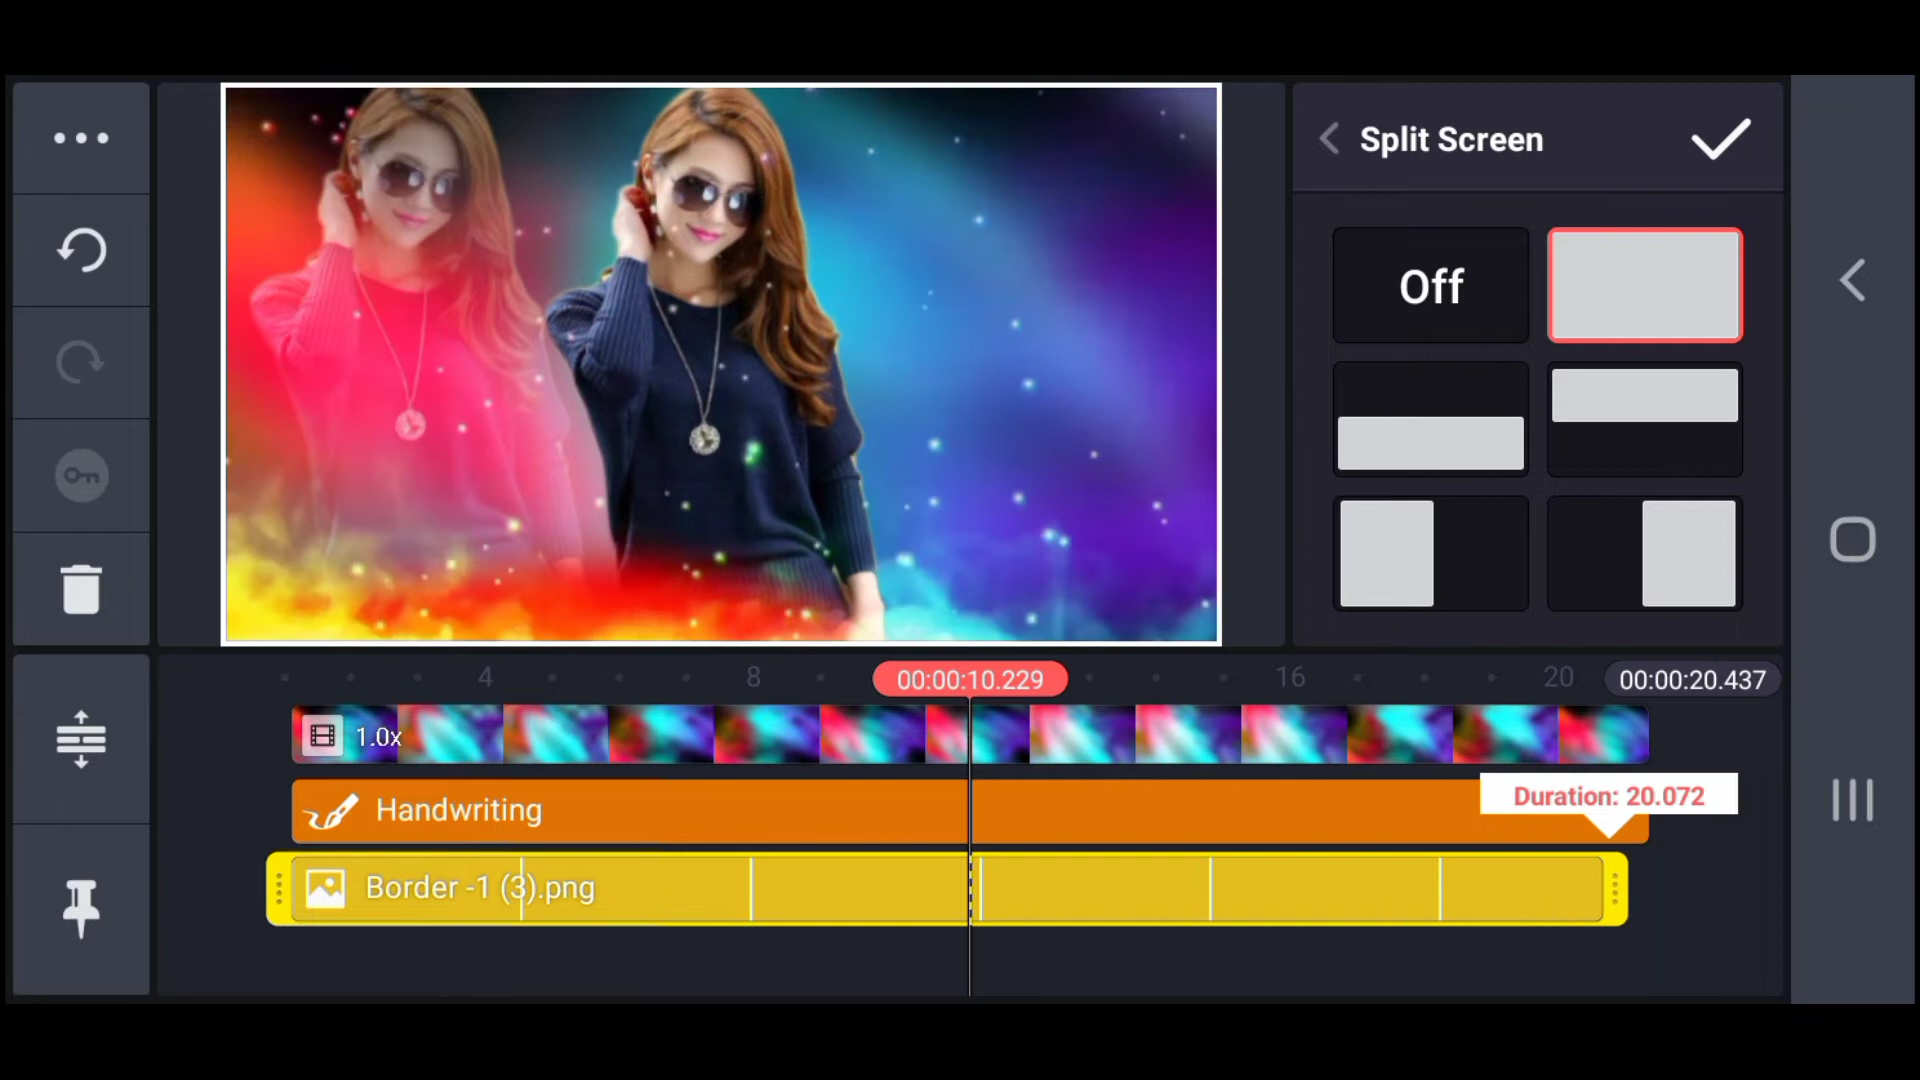 Split Screen
Off
4
8
00:00:10.229
16
20
00:00:20.437
1.0x
Handwriting
Duration: 20.072
Border -1 (3).png